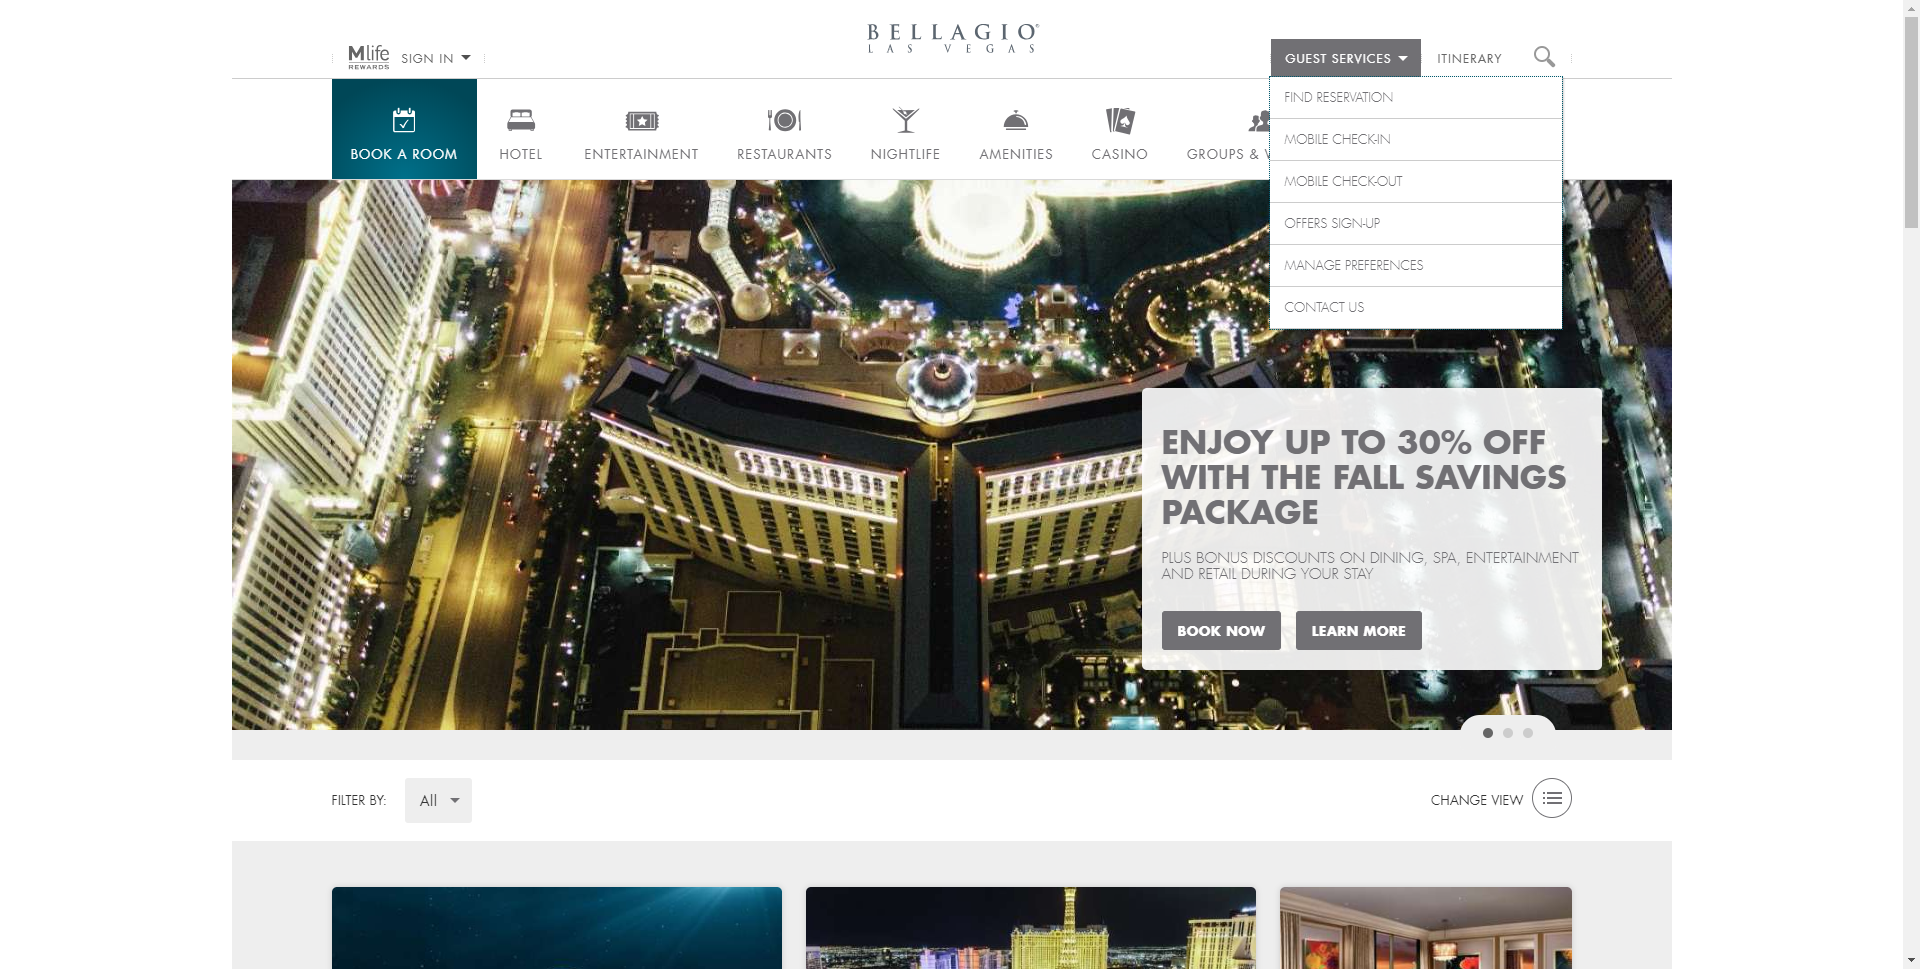 BELLAGIO®
LAS VEGAS
Mlife
REWARDS
SIGN IN
GUEST SERVICES
ITINERARY
FIND RESERVATION
MOBILE CHECK-IN
MOBILE CHECK-OUT
OFFERS SIGN-UP
MANAGE PREFERENCES
CONTACT US
BOOK A ROOM
HOTEL
ENTERTAINMENT
RESTAURANTS
NIGHTLIFE
AMENITIES
CASINO
GROUPS &
ENJOY UP TO 30% OFF
WITH THE FALL SAVINGS
PACKAGE
PLUS BONUS DISCOUNTS ON DINING, SPA, ENTERTAINMENT
AND RETAIL DURING YOUR STAY
BOOK NOW
LEARN MORE
FILTER BY:
All
CHANGE VIEW